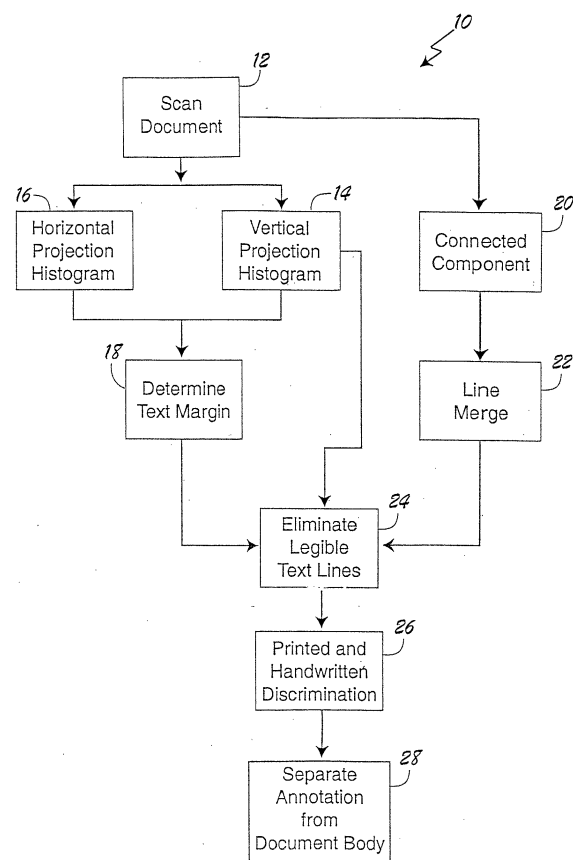 10
12
Scan
Document
16
Horizontal
Projection
Histogram
14
Vertical
Projection
Histogram
20
Connected
Component
18
Determine
Text Margin
22
Line
Merge
24
Eliminate
Legible
Text Lines
26
Printed and
Handwritten
Discrimination
28
Separate
Annotation
from
Document Body